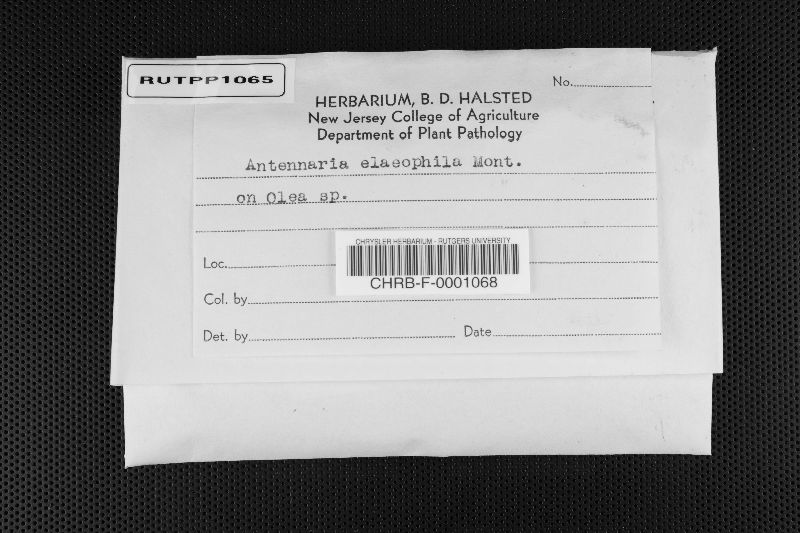 RUTPP1065
No.
HERBARIUM, B. D. HALSTED
New Jersey College of Agriculture
Department of Plant Pathology
Antennaria elaeophila Mont.
on Olea sp.
CHRYSLER HERBARIUM - RUTGERS UNIVERSITY
Loc.
CHRB-F-0001068
Col. by
Det. by Date